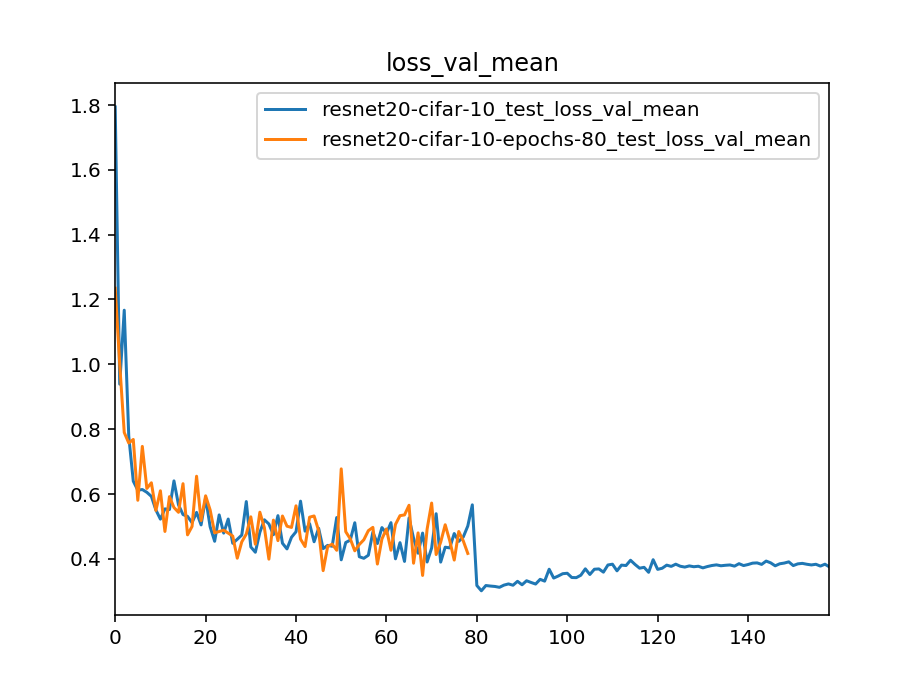 loss_val_mean
resnet20-cifar-10_test_loss_val_mean
resnet20-cifar-10-epochs-80_test_loss_val_mean
1.8
1.6
1.4
1.2
1.0
0.8
0.6
0.4
0 20 40 60 80 100 120 140